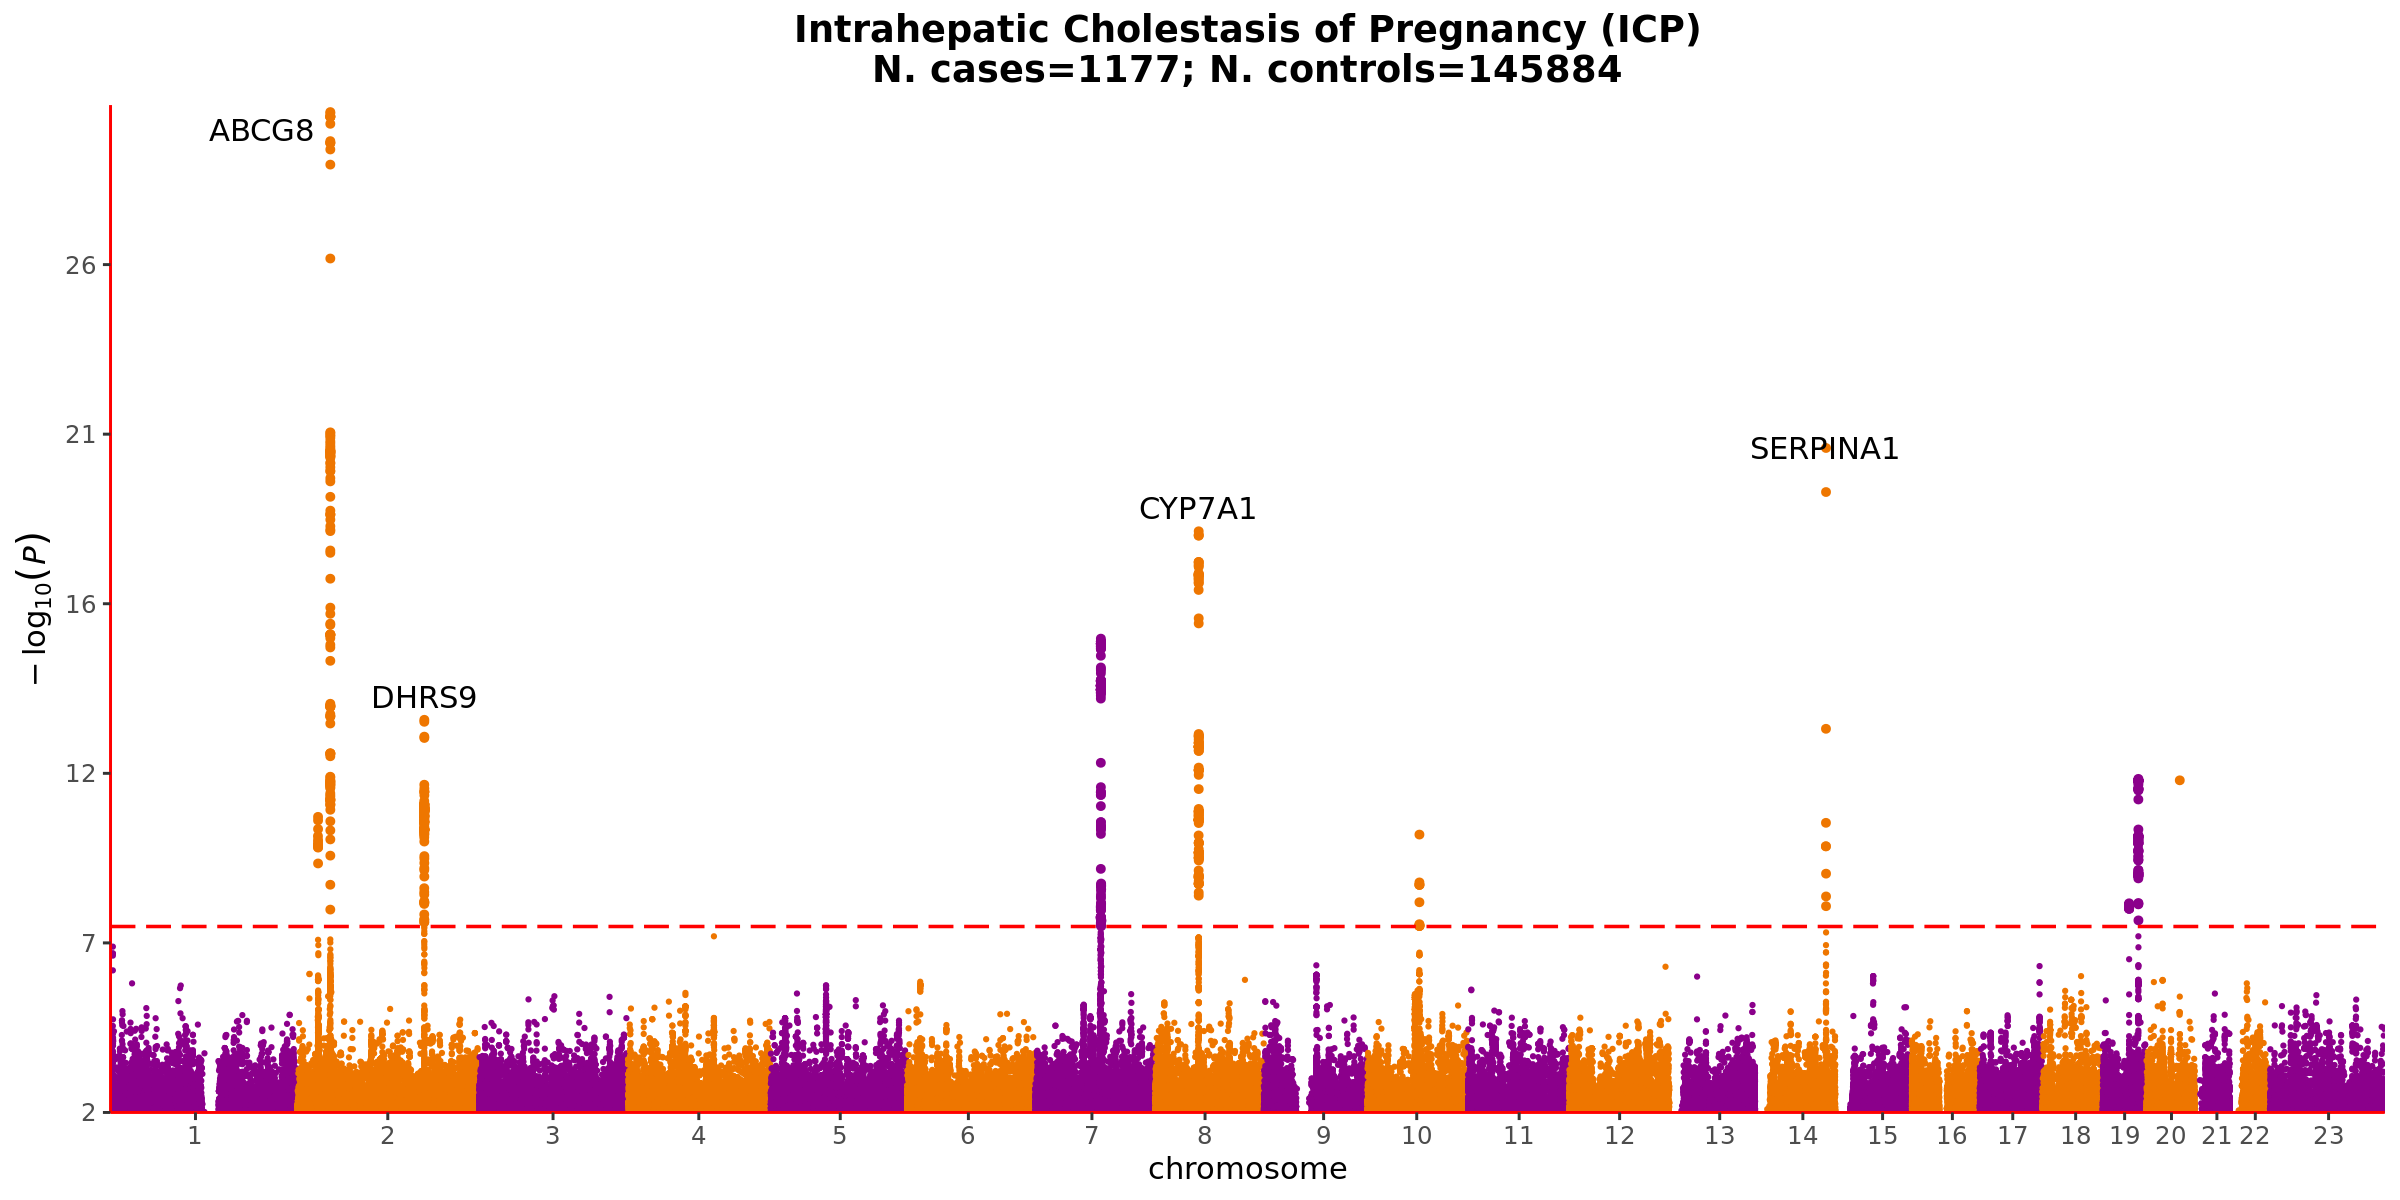 Intrahepatic Cholestasis of Pregnancy (ICP)
N. cases=1177; N. controls=145884
ABCG8
26
21
SERPINA1
CYP7A1
16
− log₁₀(P)
DHRS9
12
7
2
1 2 3 4 5 6 7 8 9 10 11 12 13 14 15 16 17 18 19 20 21 22 23
chromosome